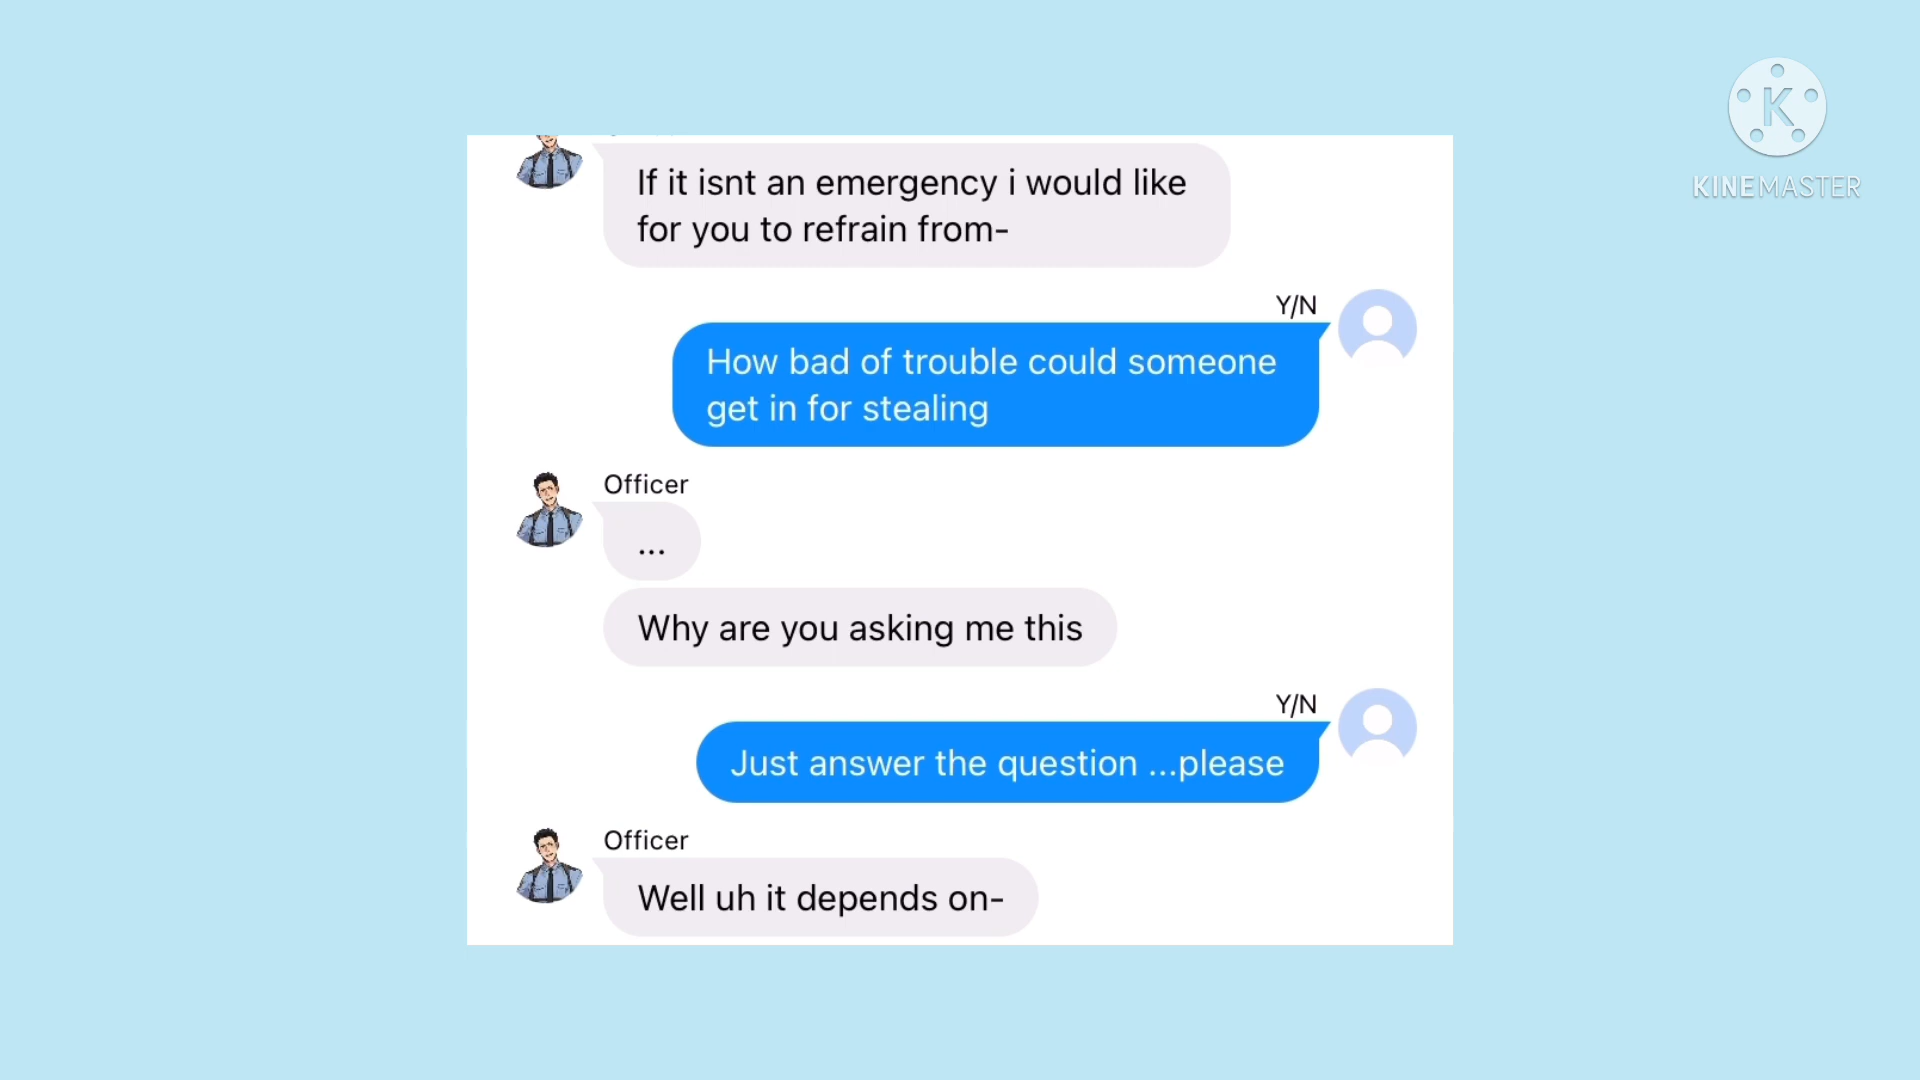 If it isnt an emergency i would like
for you to refrain from-
Y/N
How bad of trouble could someone
get in for stealing
Officer
...
Why are you asking me this
Y/N
Just answer the question ...please
Officer
Well uh it depends on-
K
KINEMASTER